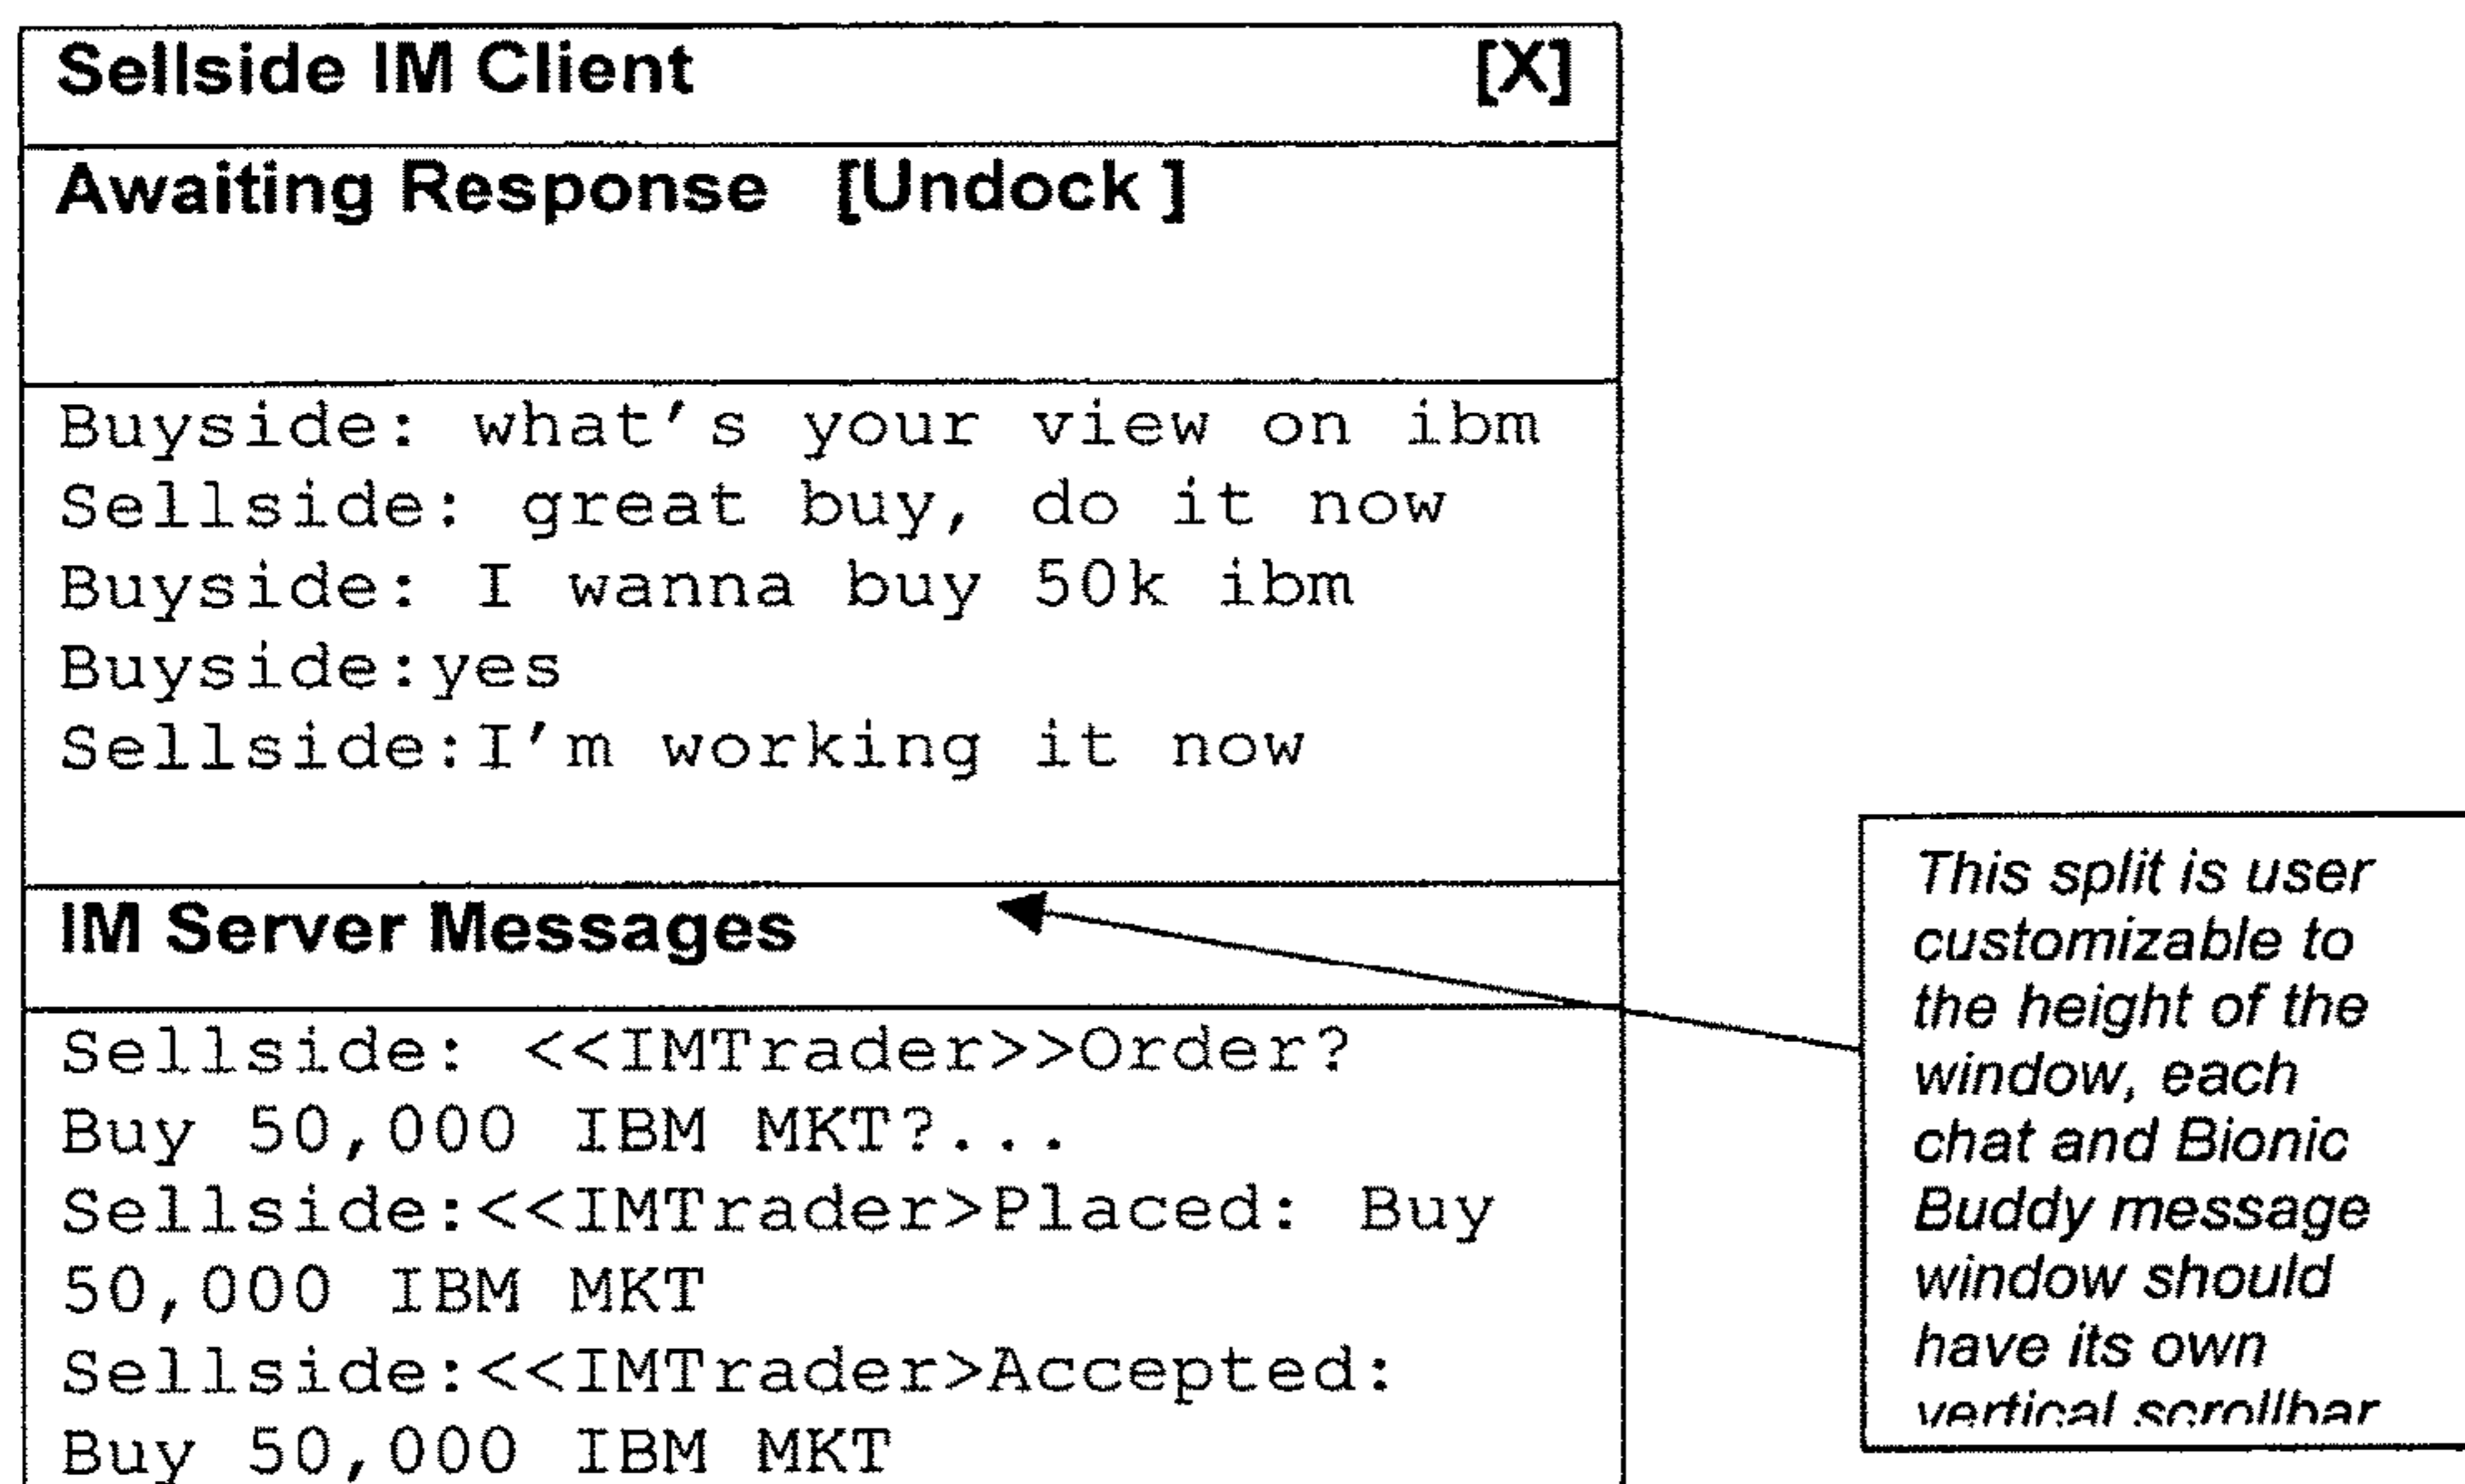 Sellside IM Client [X]
Awaiting Response [Undock ]
Buyside: what's your view on ibm
Sellside: great buy, do it now
Buyside: I wanna buy 50k ibm
Buyside:yes
Sellside:I'm working it now
IM Server Messages
Sellside: <<IMTrader>>Order?
Buy 50,000 IBM MKT?...
Sellside:<<IMTrader>Placed: Buy
50,000 IBM MKT
Sellside:<<IMTrader>Accepted:
Buy 50,000 IBM MKT
This split is user
customizable to
the height of the
window, each
chat and Bionic
Buddy message
window should
have its own
vertical scrollbar